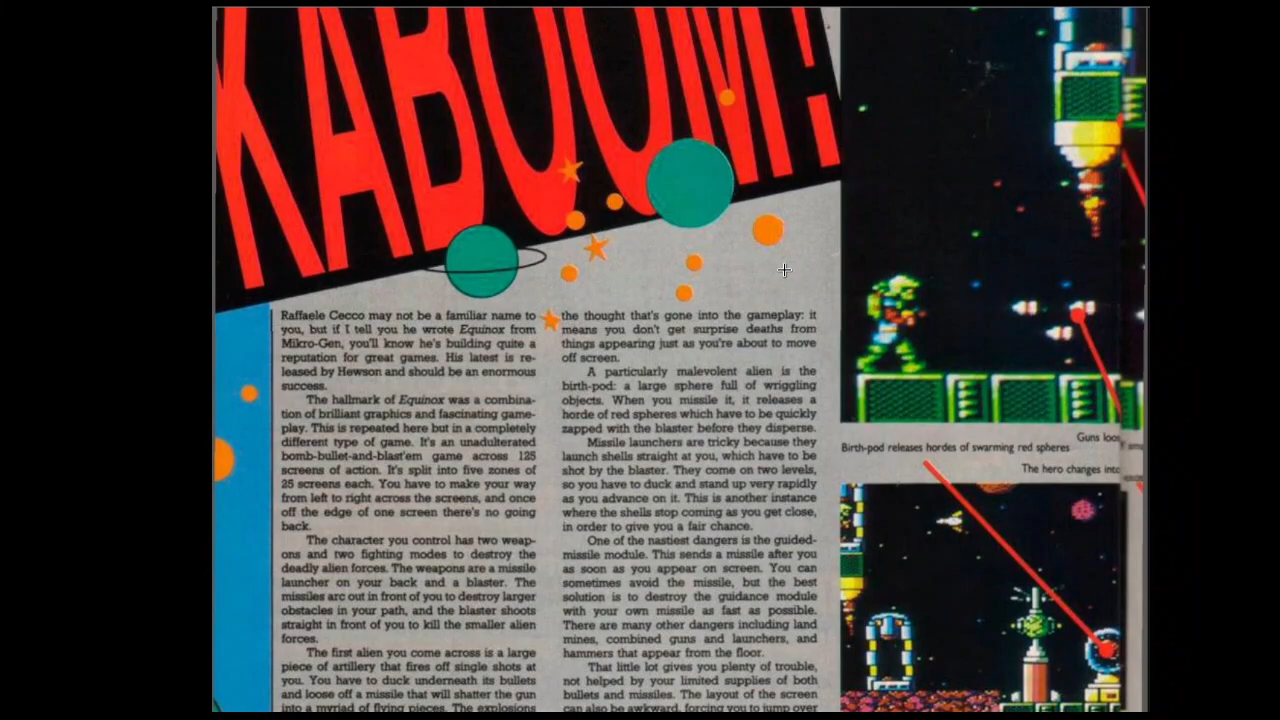 KABOOM!
Raffaele Cecco may not be a familiar name to
you, but if I tell you he wrote Equinox from
Mikro-Gen, you'll know he's building quite a
reputation for great games. His latest is re-
leased by Hewson and should be an enormous
success.
The hallmark of Equinox was a combina-
tion of brilliant graphics and fascinating game-
play. This is repeated here but in a completely
different type of game. It's an unadulterated
bomb-bullet-and-blast'em game across 125
screens of action. It's split into five zones of
25 screens each. You have to make your way
from left to right across the screens, and once
off the edge of one screen there's no going
back.
The character you control has two weap-
ons and two fighting modes to destroy the
deadly alien forces. The weapons are a missile
launcher on your back and a blaster. The
missiles arc out in front of you to destroy larger
obstacles in your path, and the blaster shoots
straight in front of you to kill the smaller alien
forces.
The first alien you come across is a large
piece of artillery that fires off single shots at
you. You have to duck underneath its bullets
and loose off a missile that will shatter the gun
into a myriad of flying pieces. The explosions
the thought that's gone into the gameplay: it
means you don't get surprise deaths from
things appearing just as you're about to move
off screen.
A particularly malevolent alien is the
birth-pod: a large sphere full of wriggling
objects. When you missile it, it releases a
horde of red spheres which have to be quickly
zapped with the blaster before they disperse.
Missile launchers are tricky because they
launch shells straight at you, which have to be
shot by the blaster. They come on two levels,
so you have to duck and stand up very rapidly
as you advance on it. This is another instance
where the shells stop coming as you get close,
in order to give you a fair chance.
One of the nastiest dangers is the guided-
missile module. This sends a missile after you
as soon as you appear on screen. You can
sometimes avoid the missile, but the best
solution is to destroy the guidance module
with your own missile as fast as possible.
There are many other dangers including land
mines, combined guns and launchers, and
hammers that appear from the floor.
That little lot gives you plenty of trouble,
not helped by your limited supplies of both
bullets and missiles. The layout of the screen
can also be awkward, forcing you to jump over
Guns
Birth-pod releases hordes of swarming red spheres
The hero changes